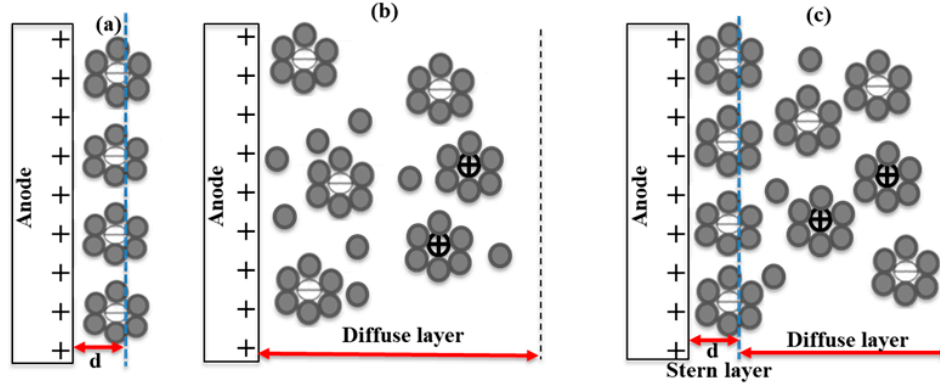 (a)
Anode
+
+
+
+
+
+
+
+
+
d
(b)
Anode
+
+
+
+
+
+
+
+
+
Diffuse layer
(c)
Anode
+
+
+
+
+
+
+
+
+
d
Stern layer
Diffuse layer